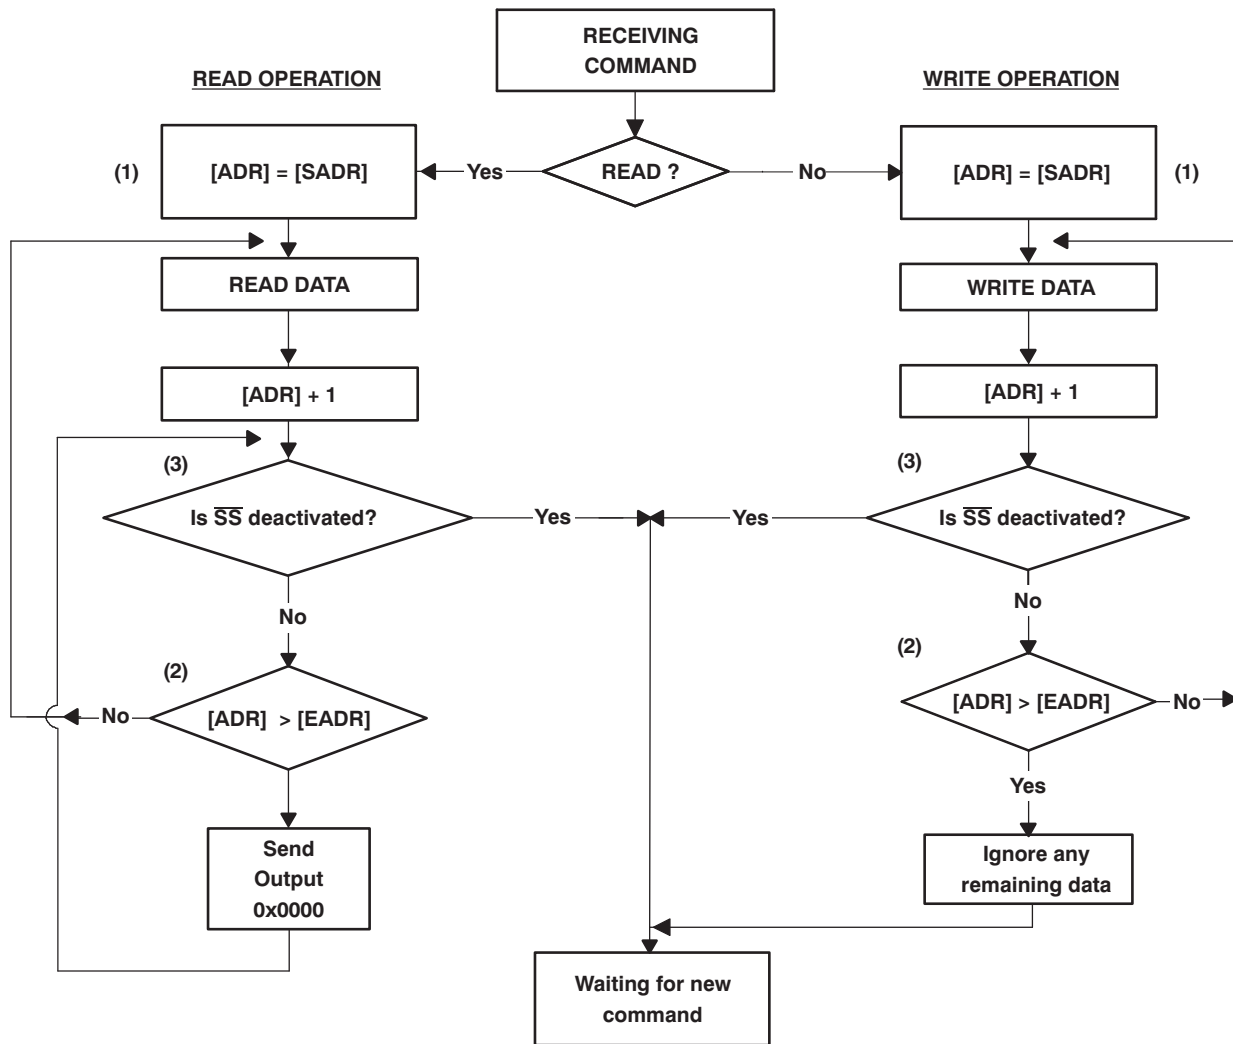 RECEIVING
COMMAND
READ OPERATION
WRITE OPERATION
(1)
[ADR] = [SADR]
Yes
READ ?
No
[ADR] = [SADR]
(1)
READ DATA
WRITE DATA
[ADR] + 1
[ADR] + 1
(3)
(3)
Is S̅S̅ deactivated?
Yes
Yes
Is S̅S̅ deactivated?
No
No
(2)
(2)
No
[ADR] > [EADR]
[ADR] > [EADR]
No
Yes
Send
Output
0x0000
Ignore any
remaining data
Waiting for new
command